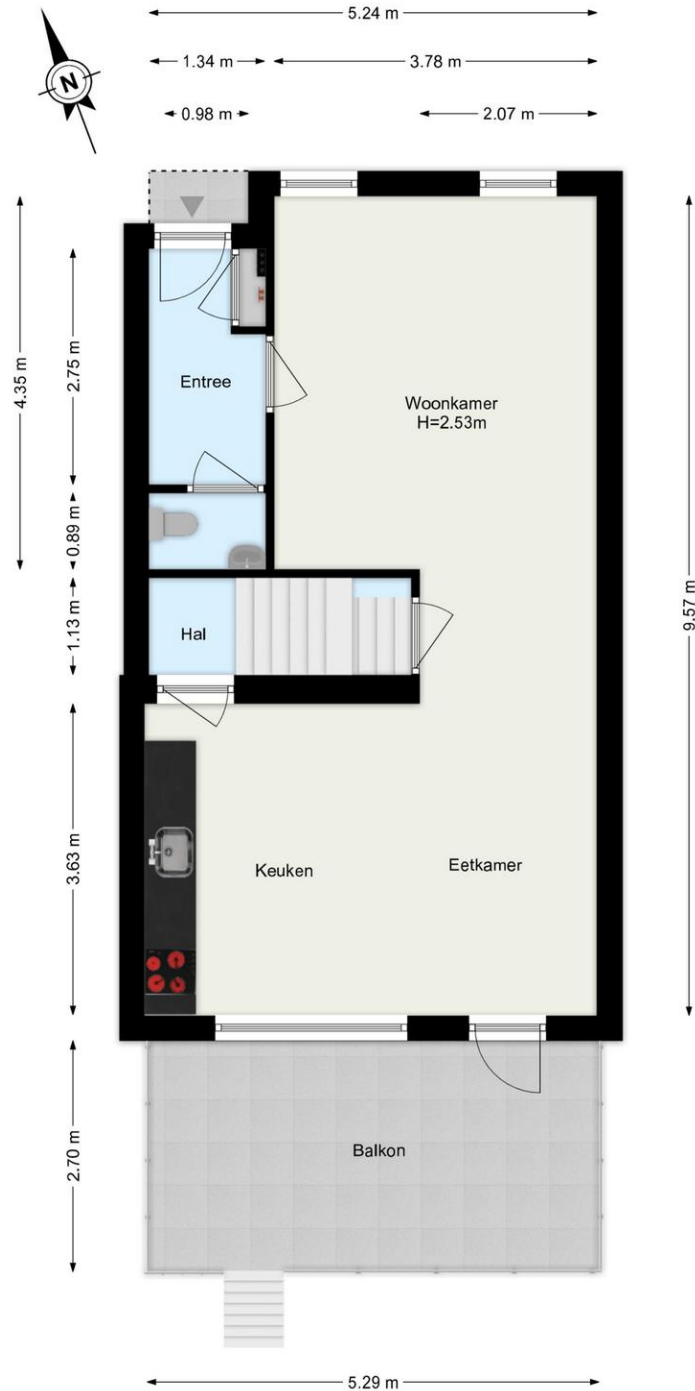 5.24 m
1.34 m
3.78 m
0.98 m
2.07 m
N
4.35 m
2.75 m
0.89 m
1.13 m
3.63 m
2.70 m
9.57 m
Entree
Woonkamer
H=2.53m
Hal
Keuken
Eetkamer
Balkon
5.29 m